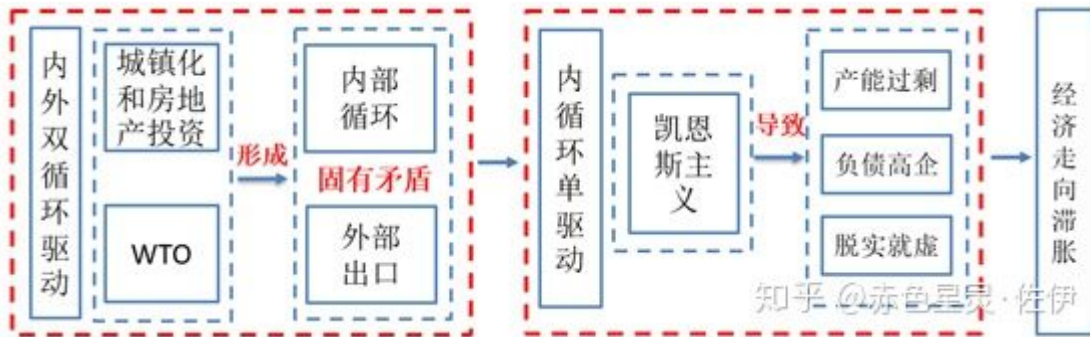 内外双循环驱动
城镇化
和房地
产投资
WTO
形成
内部
循环
固有矛盾
外部
出口
内循环单驱动
凯恩
斯主
义
导致
产能过剩
负债高企
脱实就虚
经济走向滞胀
知乎 @赤色星灵·佐伊